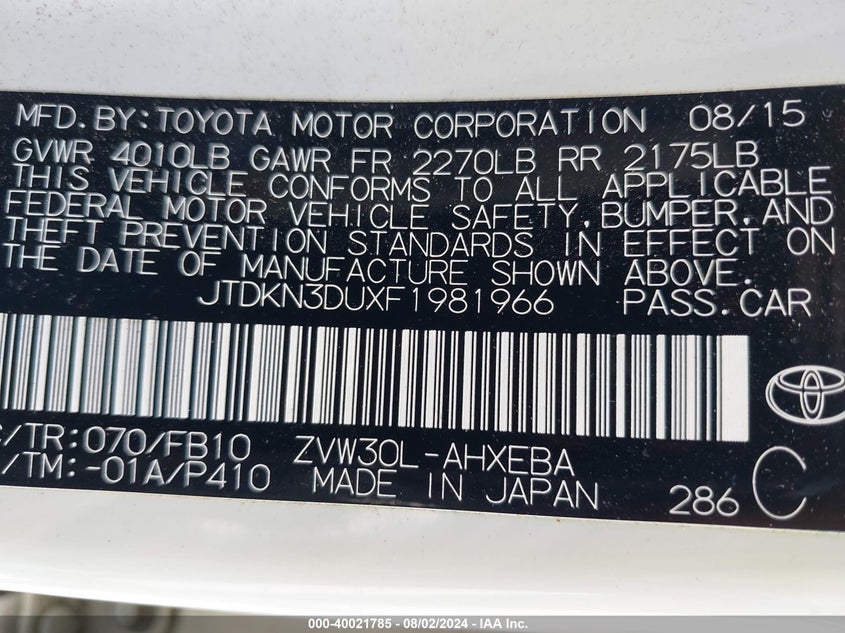 MFD. BY: TOYOTA MOTOR CORPORATION 08/15
GVWR 4010LB GAWR FR 2270LB RR 2175LB
THIS VEHICLE CONFORMS TO ALL APPLICABLE
FEDERAL MOTOR VEHICLE SAFETY, BUMPER, AND
THEFT PREVENTION STANDARDS IN EFFECT ON
THE DATE OF MANUFACTURE SHOWN ABOVE.
JTDKN3DUXF1981966 PASS. CAR
/TR: 070/FB10 ZVW30L-AHXEBA
/TM: -01A/P410 MADE IN JAPAN 286 C
000-40021785 - 08/02/2024 - IAA Inc.